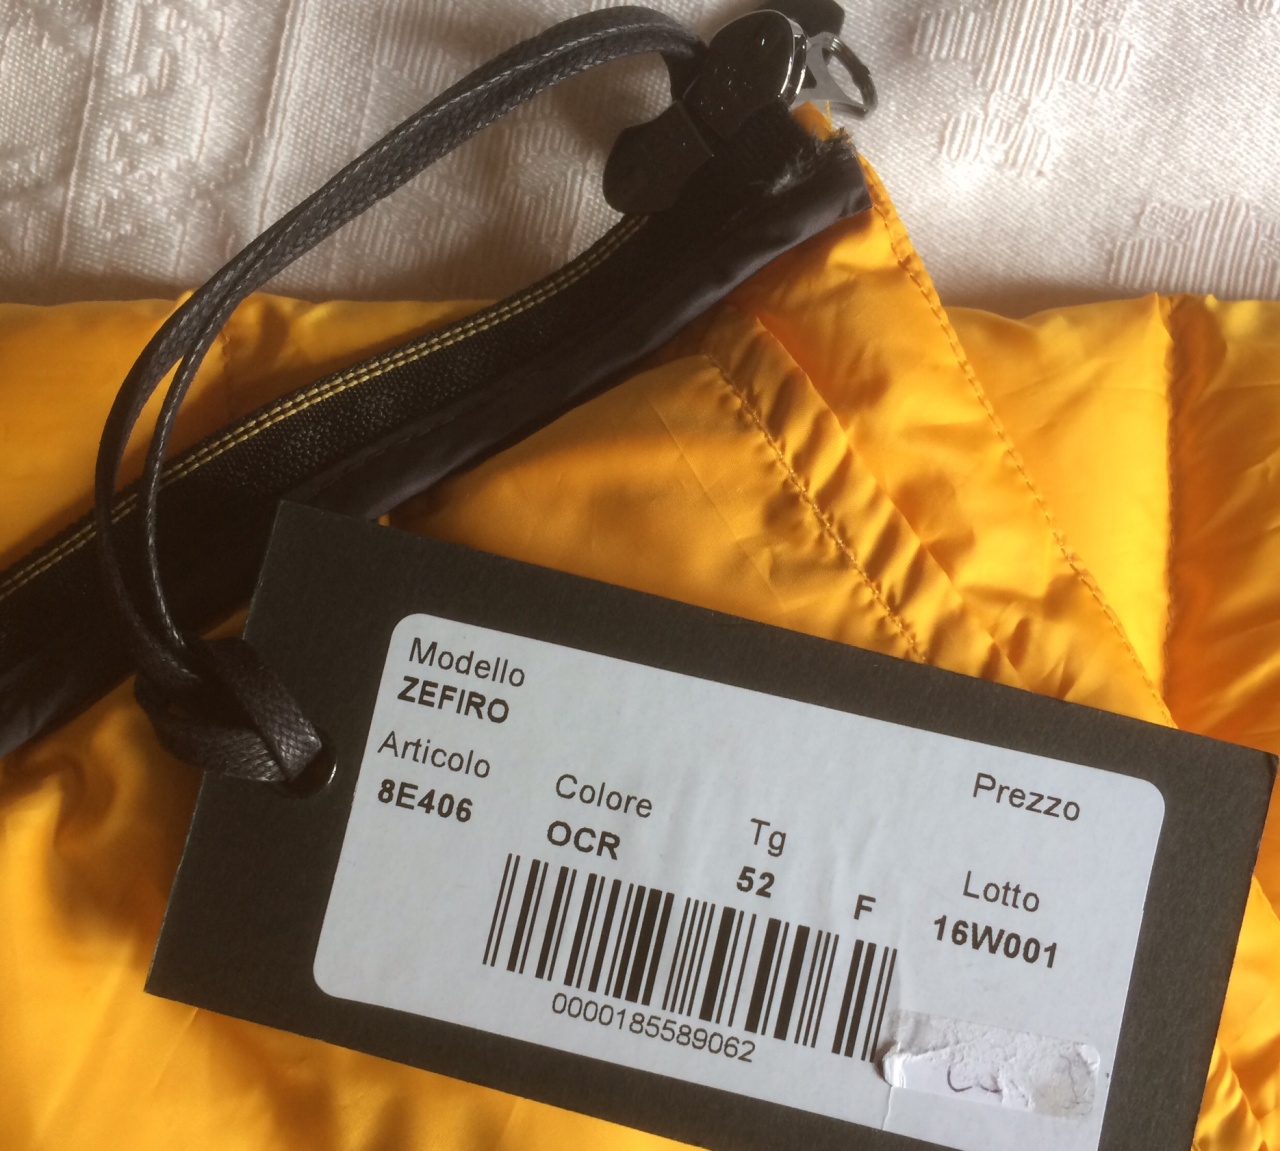 Modello
ZEFIRO
Articolo
8E406
Colore
OCR
Tg
52
F
Prezzo
Lotto
16W001
0000185589062